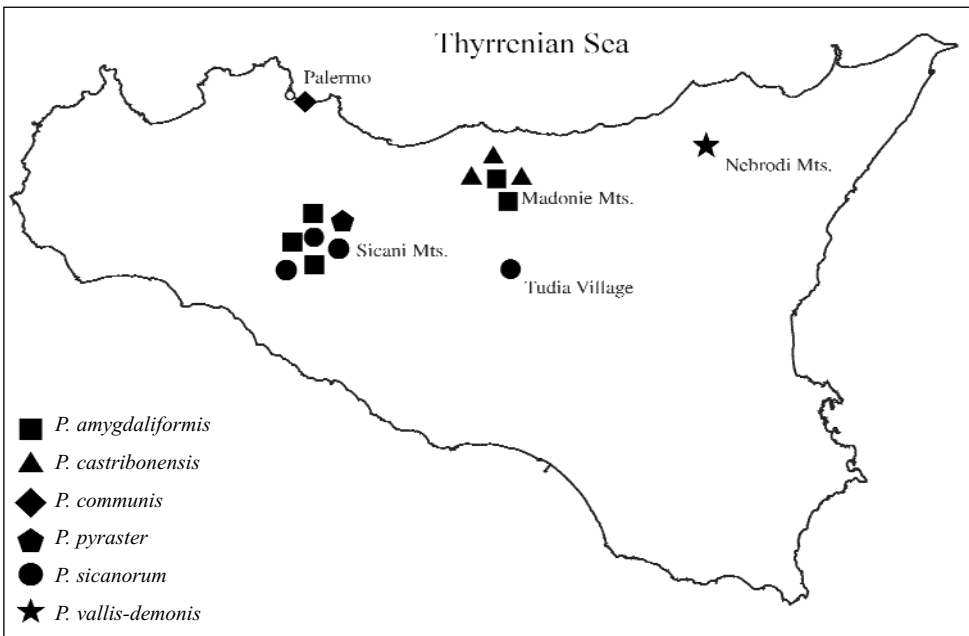 Thyrrenian Sea
Palermo
Nebrodi Mts.
Madonie Mts.
Sicani Mts.
Tudia Village
P. amygdaliformis
P. castribonensis
P. communis
P. pyraster
P. sicanorum
P. vallis-demonis